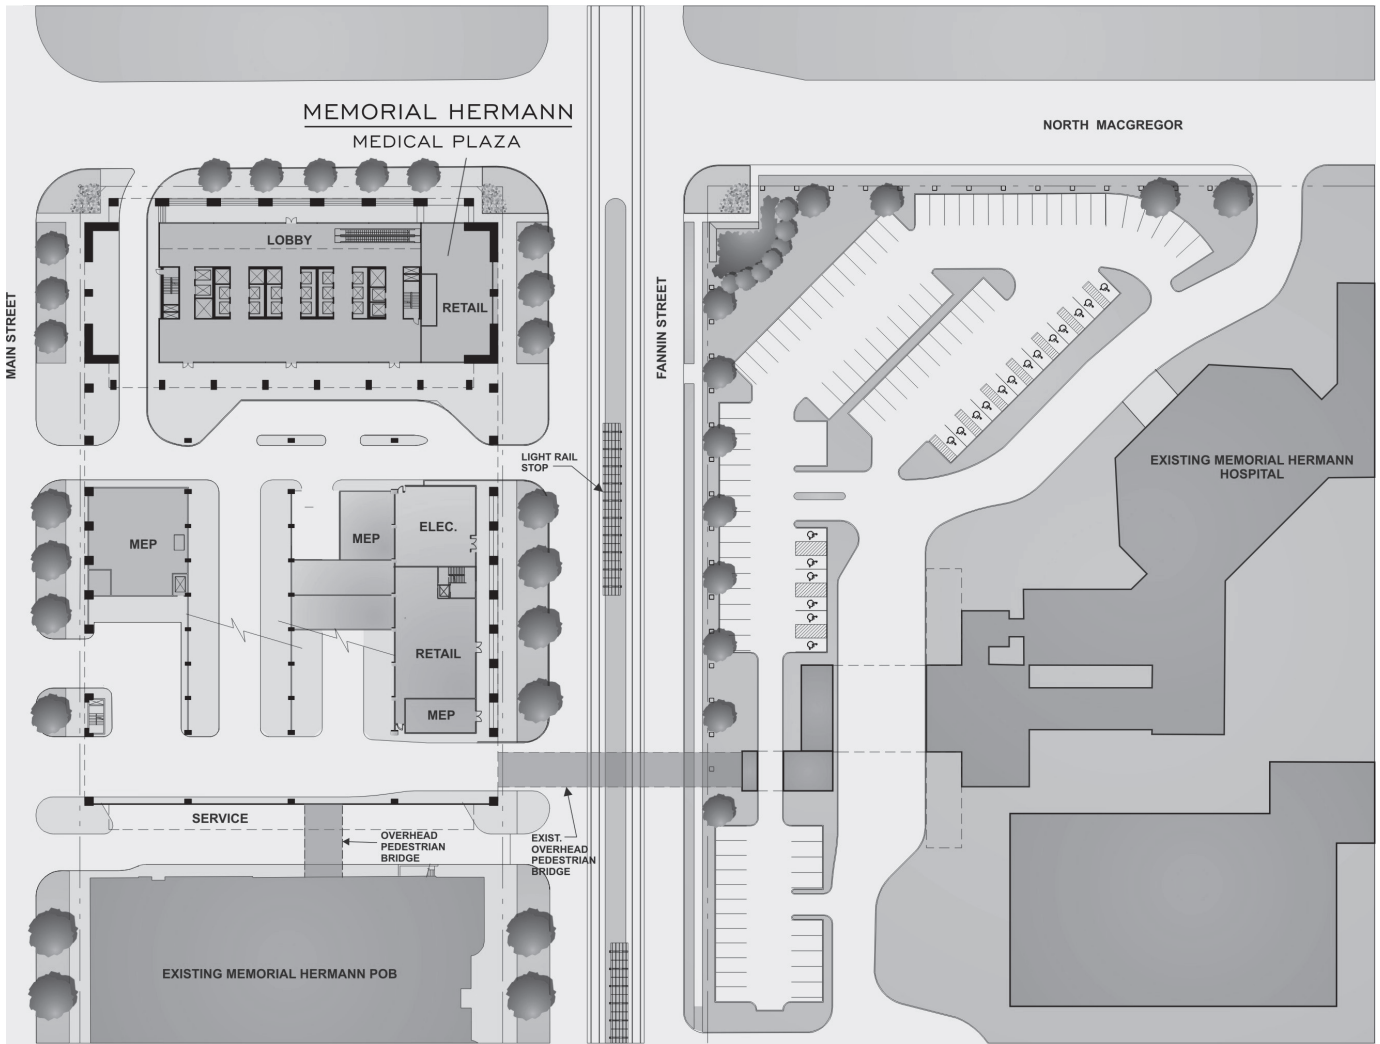 MEMORIAL HERMANN
MEDICAL PLAZA
NORTH MACGREGOR
LOBBY
RETAIL
MAIN STREET
FANNIN STREET
LIGHT RAIL
STOP
EXISTING MEMORIAL HERMANN
HOSPITAL
MEP
MEP
ELEC.
RETAIL
MEP
SERVICE
OVERHEAD
PEDESTRIAN
BRIDGE
EXIST.
OVERHEAD
PEDESTRIAN
BRIDGE
EXISTING MEMORIAL HERMANN POB